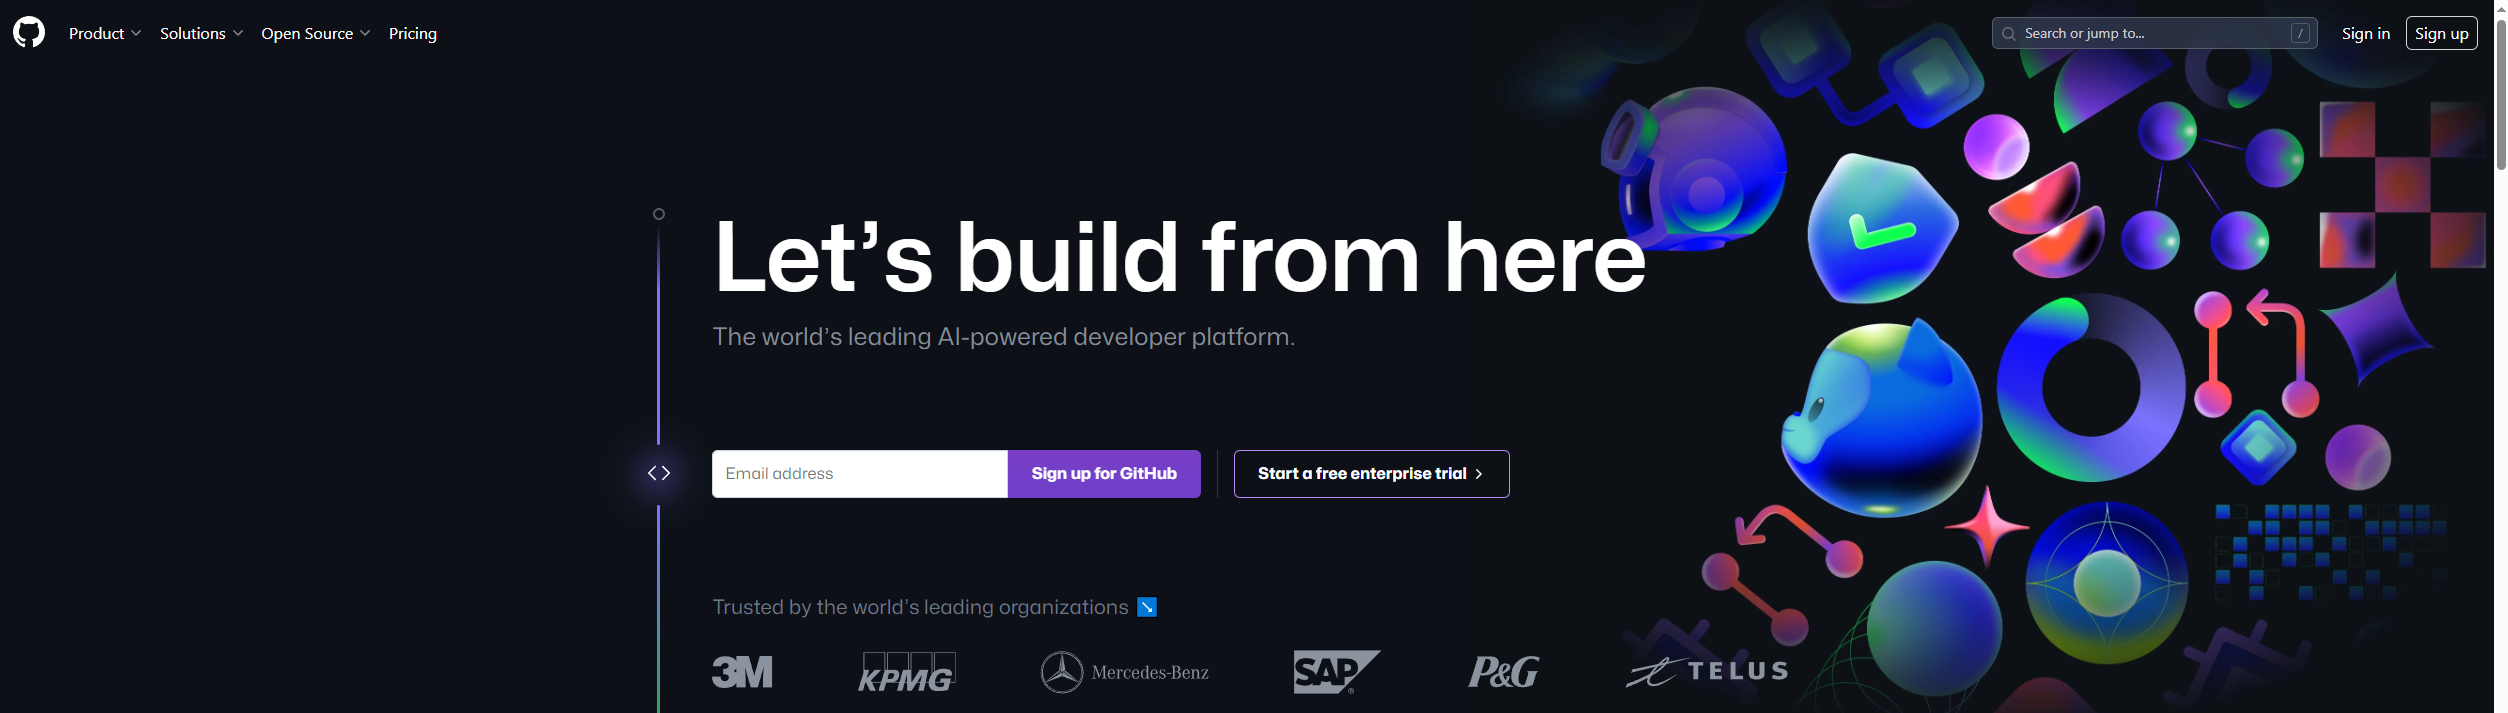 Product Solutions Open Source Pricing Search or jump to... / Sign in Sign up
Let’s build from here
The world’s leading AI-powered developer platform.
Email address Sign up for GitHub Start a free enterprise trial
Trusted by the world’s leading organizations
3M KPMG Mercedes-Benz SAP® P&G TELUS